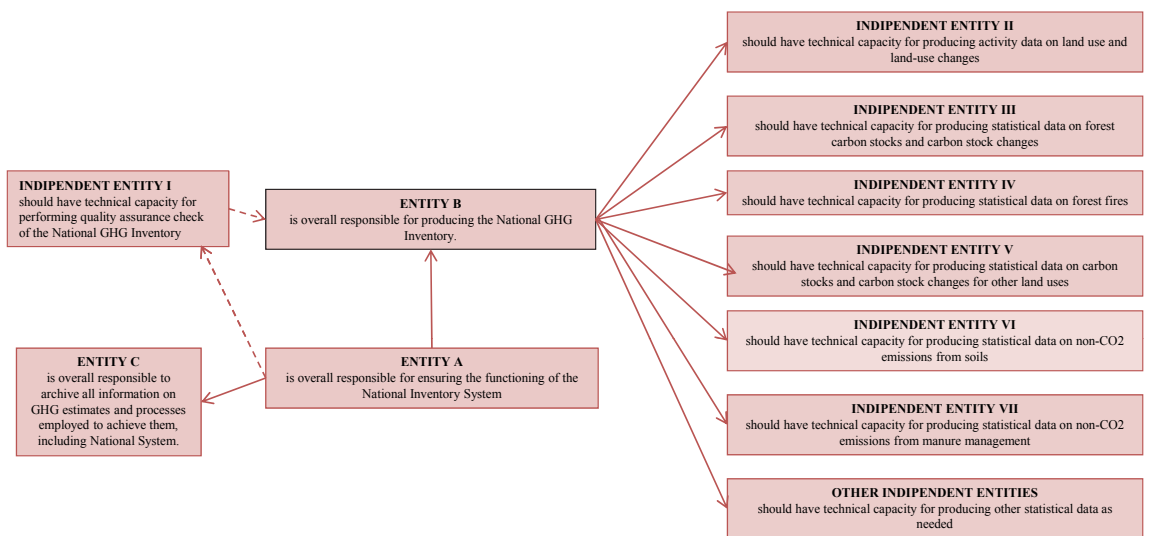 INDIPENDENT ENTITY I
should have technical capacity for
performing quality assurance check
of the National GHG Inventory
ENTITY C
is overall responsible to
archive all information on
GHG estimates and processes
employed to achieve them,
including National System.
ENTITY B
is overall responsible for producing the National GHG
Inventory.
ENTITY A
is overall responsible for ensuring the functioning of the
National Inventory System
INDIPENDENT ENTITY II
should have technical capacity for producing activity data on land use and
land-use changes
INDIPENDENT ENTITY III
should have technical capacity for producing statistical data on forest
carbon stocks and carbon stock changes
INDIPENDENT ENTITY IV
should have technical capacity for producing statistical data on forest fires
INDIPENDENT ENTITY V
should have technical capacity for producing statistical data on carbon
stocks and carbon stock changes for other land uses
INDIPENDENT ENTITY VI
should have technical capacity for producing statistical data on non-CO2
emissions from soils
INDIPENDENT ENTITY VII
should have technical capacity for producing statistical data on non-CO2
emissions from manure management
OTHER INDIPENDENT ENTITIES
should have technical capacity for producing other statistical data as
needed